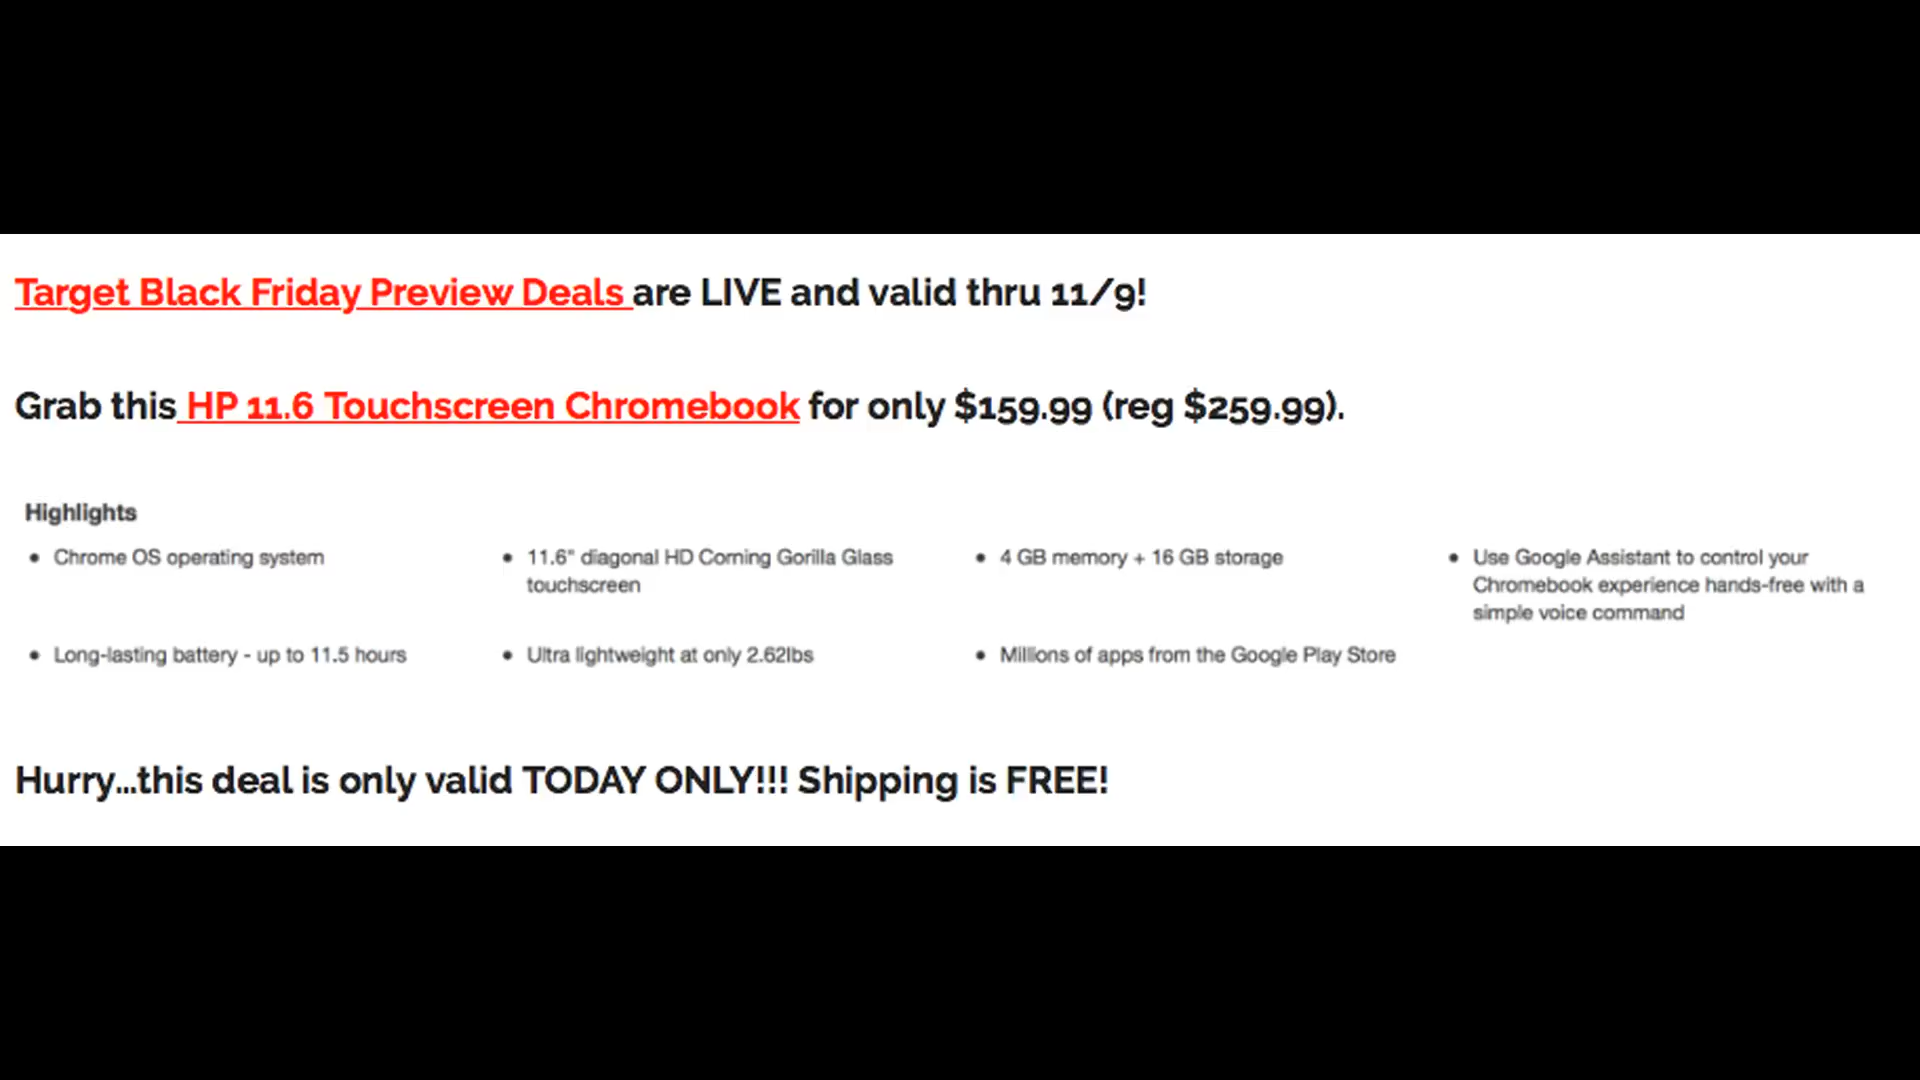 Target Black Friday Preview Deals are LIVE and valid thru 11/9!
Grab this HP 11.6 Touchscreen Chromebook for only $159.99 (reg $259.99).
Highlights
• Chrome OS operating system
• 11.6" diagonal HD Corning Gorilla Glass
touchscreen
• 4 GB memory + 16 GB storage
• Use Google Assistant to control your
Chromebook experience hands-free with a
simple voice command
• Long-lasting battery - up to 11.5 hours
• Ultra lightweight at only 2.62lbs
• Millions of apps from the Google Play Store
Hurry...this deal is only valid TODAY ONLY!!! Shipping is FREE!